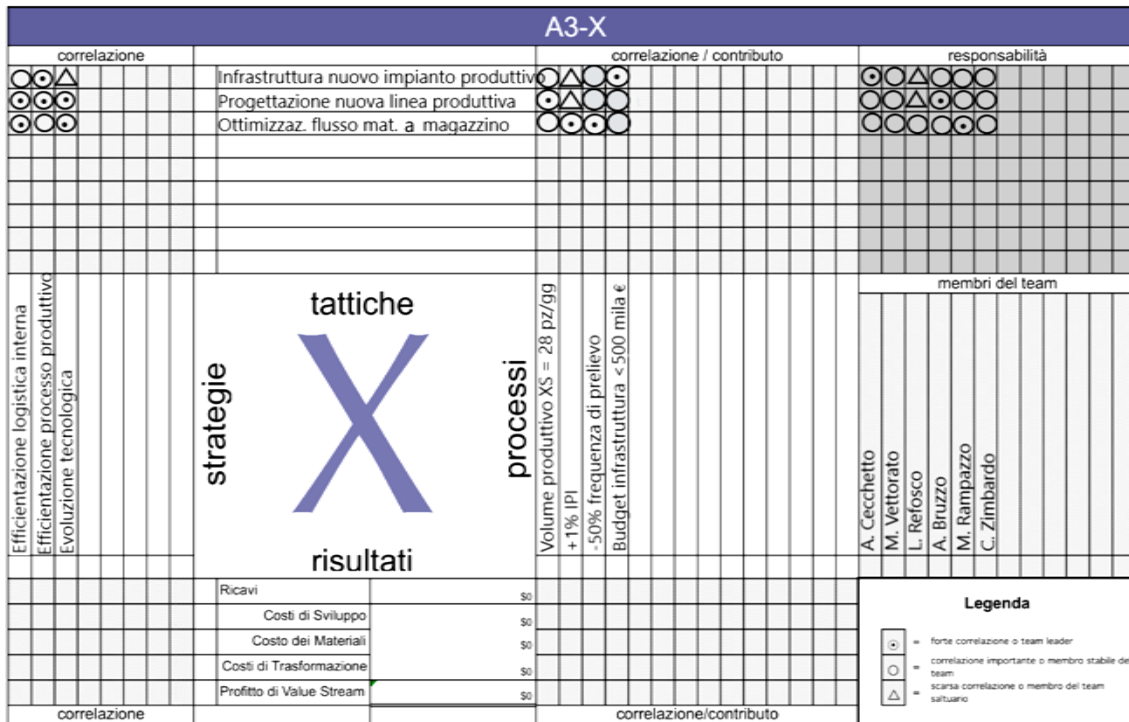 A3-X
correlazione
correlazione / contributo
responsabilità
Infrastruttura nuovo impianto produttivo
Progettazione nuova linea produttiva
Ottimizzaz. flusso mat. a magazzino
Efficientazione logistica interna
Efficientazione processo produttivo
Evoluzione tecnologica
tattiche
strategie
X
processi
risultati
Volume produttivo XS = 28 pz/gg
+1% IPI
-50% frequenza di prelievo
Budget infrastruttura <500 mila €
membri del team
A. Cecchetto
M. Vettorato
L. Refosco
A. Bruzzo
M. Rampazzo
C. Zimbardo
Ricavi $0
Costi di Sviluppo $0
Costo dei Materiali $0
Costi di Trasformazione $0
Profitto di Value Stream $0
correlazione
correlazione/contributo
Legenda
= forte correlazione o team leader
= correlazione importante o membro stabile del
team
= scarsa correlazione o membro del team
saltuario